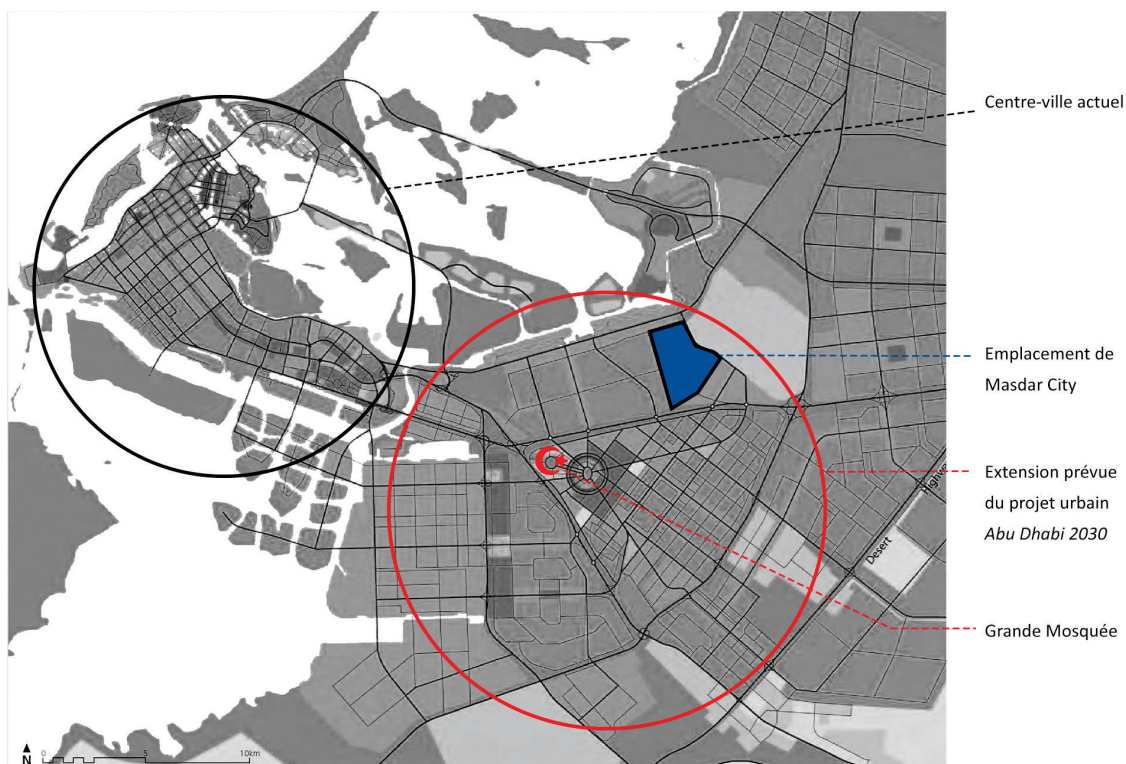 Centre-ville actuel
Emplacement de
Masdar City
Extension prévue
du projet urbain
Abu Dhabi 2030
Grande Mosquée
Desert
Highw
N
0
5
10km